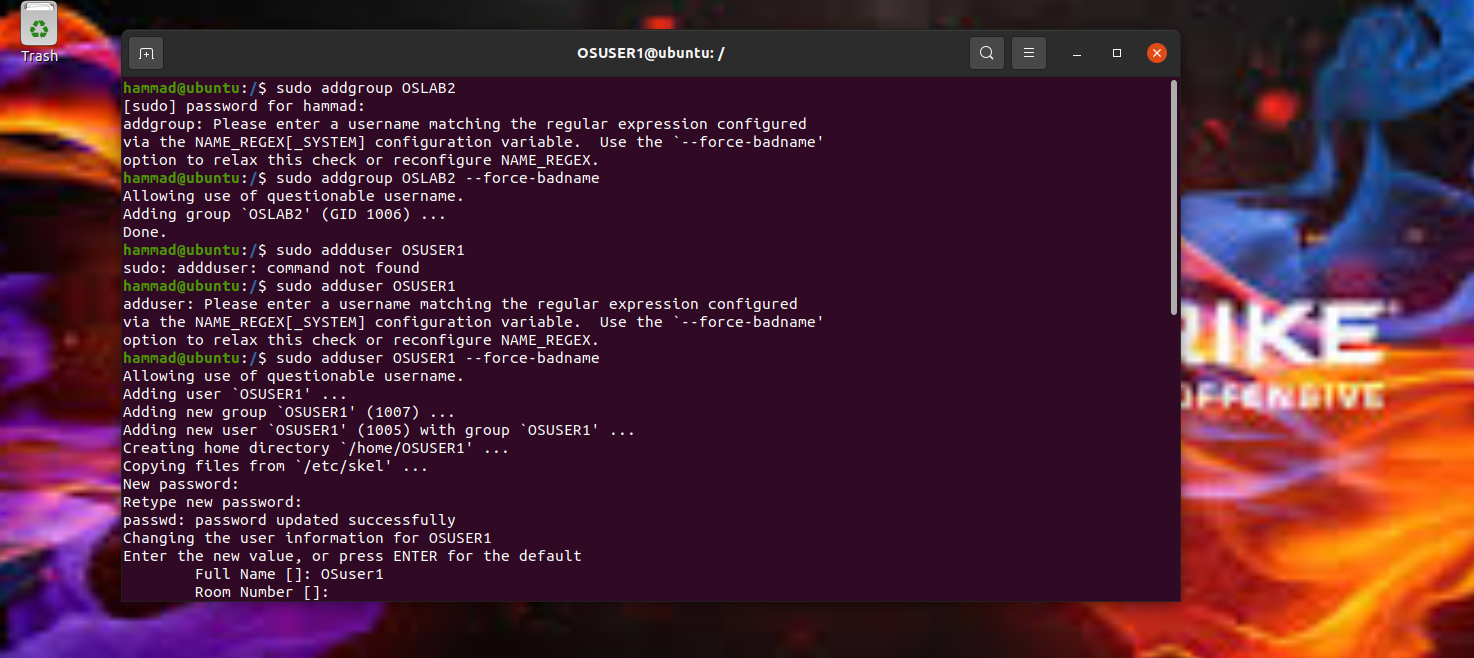 Trash
OSUSER1@ubuntu: /
hammad@ubuntu:/$ sudo addgroup OSLAB2
[sudo] password for hammad:
addgroup: Please enter a username matching the regular expression configured
via the NAME_REGEX[_SYSTEM] configuration variable.  Use the `--force-badname'
option to relax this check or reconfigure NAME_REGEX.
hammad@ubuntu:/$ sudo addgroup OSLAB2 --force-badname
Allowing use of questionable username.
Adding group `OSLAB2' (GID 1006) ...
Done.
hammad@ubuntu:/$ sudo addduser OSUSER1
sudo: addduser: command not found
hammad@ubuntu:/$ sudo adduser OSUSER1
adduser: Please enter a username matching the regular expression configured
via the NAME_REGEX[_SYSTEM] configuration variable.  Use the `--force-badname'
option to relax this check or reconfigure NAME_REGEX.
hammad@ubuntu:/$ sudo adduser OSUSER1 --force-badname
Allowing use of questionable username.
Adding user `OSUSER1' ...
Adding new group `OSUSER1' (1007) ...
Adding new user `OSUSER1' (1005) with group `OSUSER1' ...
Creating home directory `/home/OSUSER1' ...
Copying files from `/etc/skel' ...
New password:
Retype new password:
passwd: password updated successfully
Changing the user information for OSUSER1
Enter the new value, or press ENTER for the default
Full Name []: OSuser1
Room Number []:
IKE
OFFENSIVE